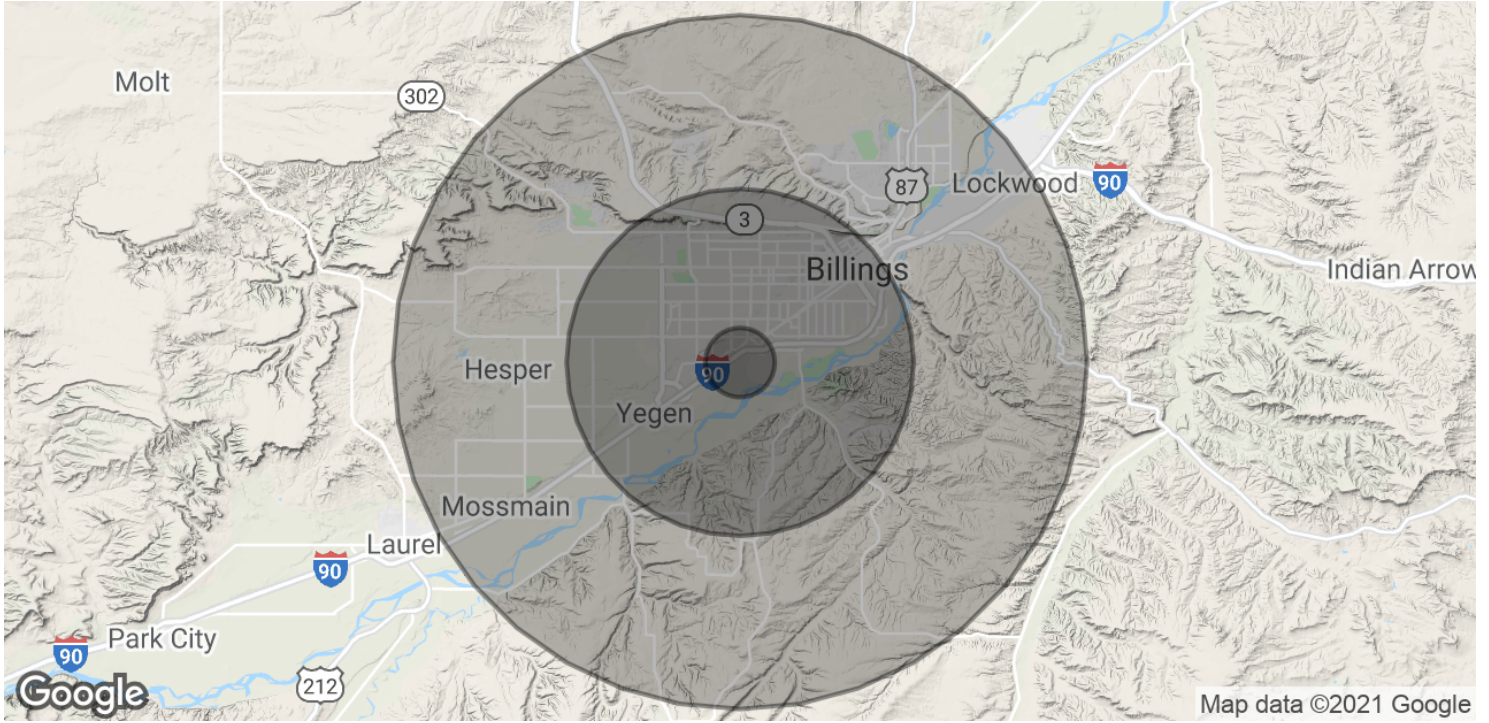 Molt
302
3
87
Lockwood
90
Billings
Indian Arrow
Hesper
90
Yegen
Mossmain
Laurel
90
Park City
90
212
Google
Map data ©2021 Google